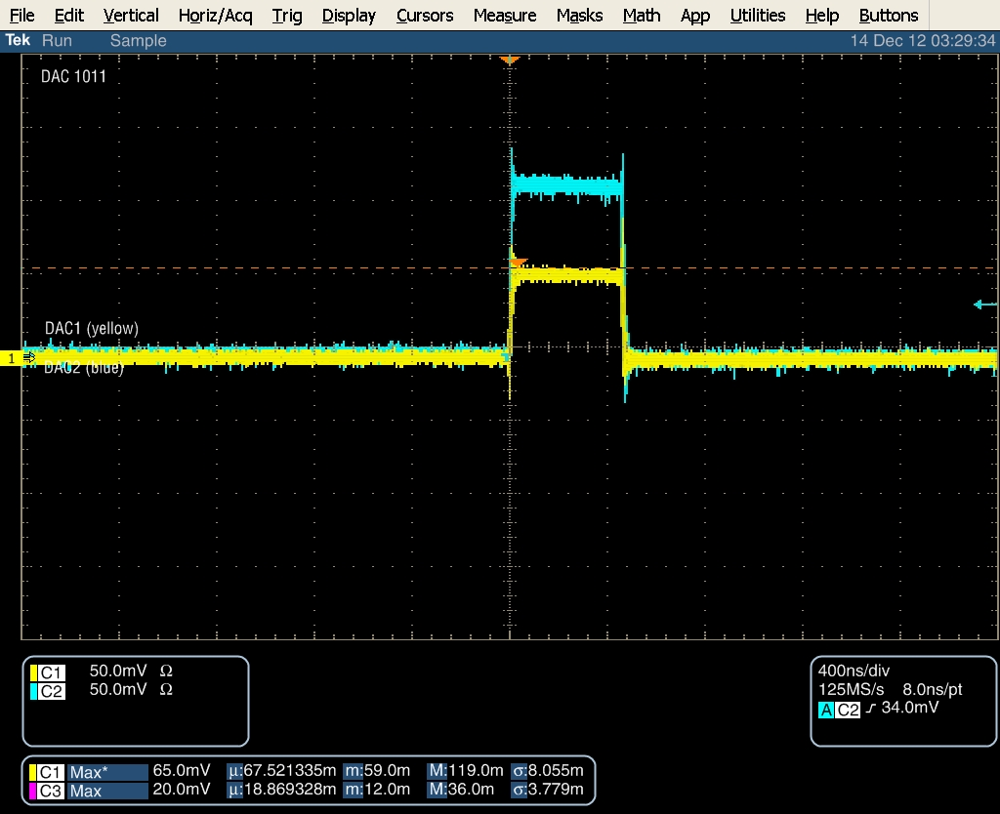 File Edit Vertical Horiz/Acq Trig Display Cursors Measure Masks Math App Utilities Help Buttons
Tek Run Sample 14 Dec 12 03:29:34
DAC 1011
DAC1 (yellow)
1
DAC2 (blue)
C1 50.0mV Ω
C2 50.0mV Ω
400ns/div
125MS/s 8.0ns/pt
A C2 34.0mV
C1 Max* 65.0mV μ:67.521335m m:59.0m M:119.0m σ:8.055m
C3 Max 20.0mV μ:18.869328m m:12.0m M:36.0m σ:3.779m